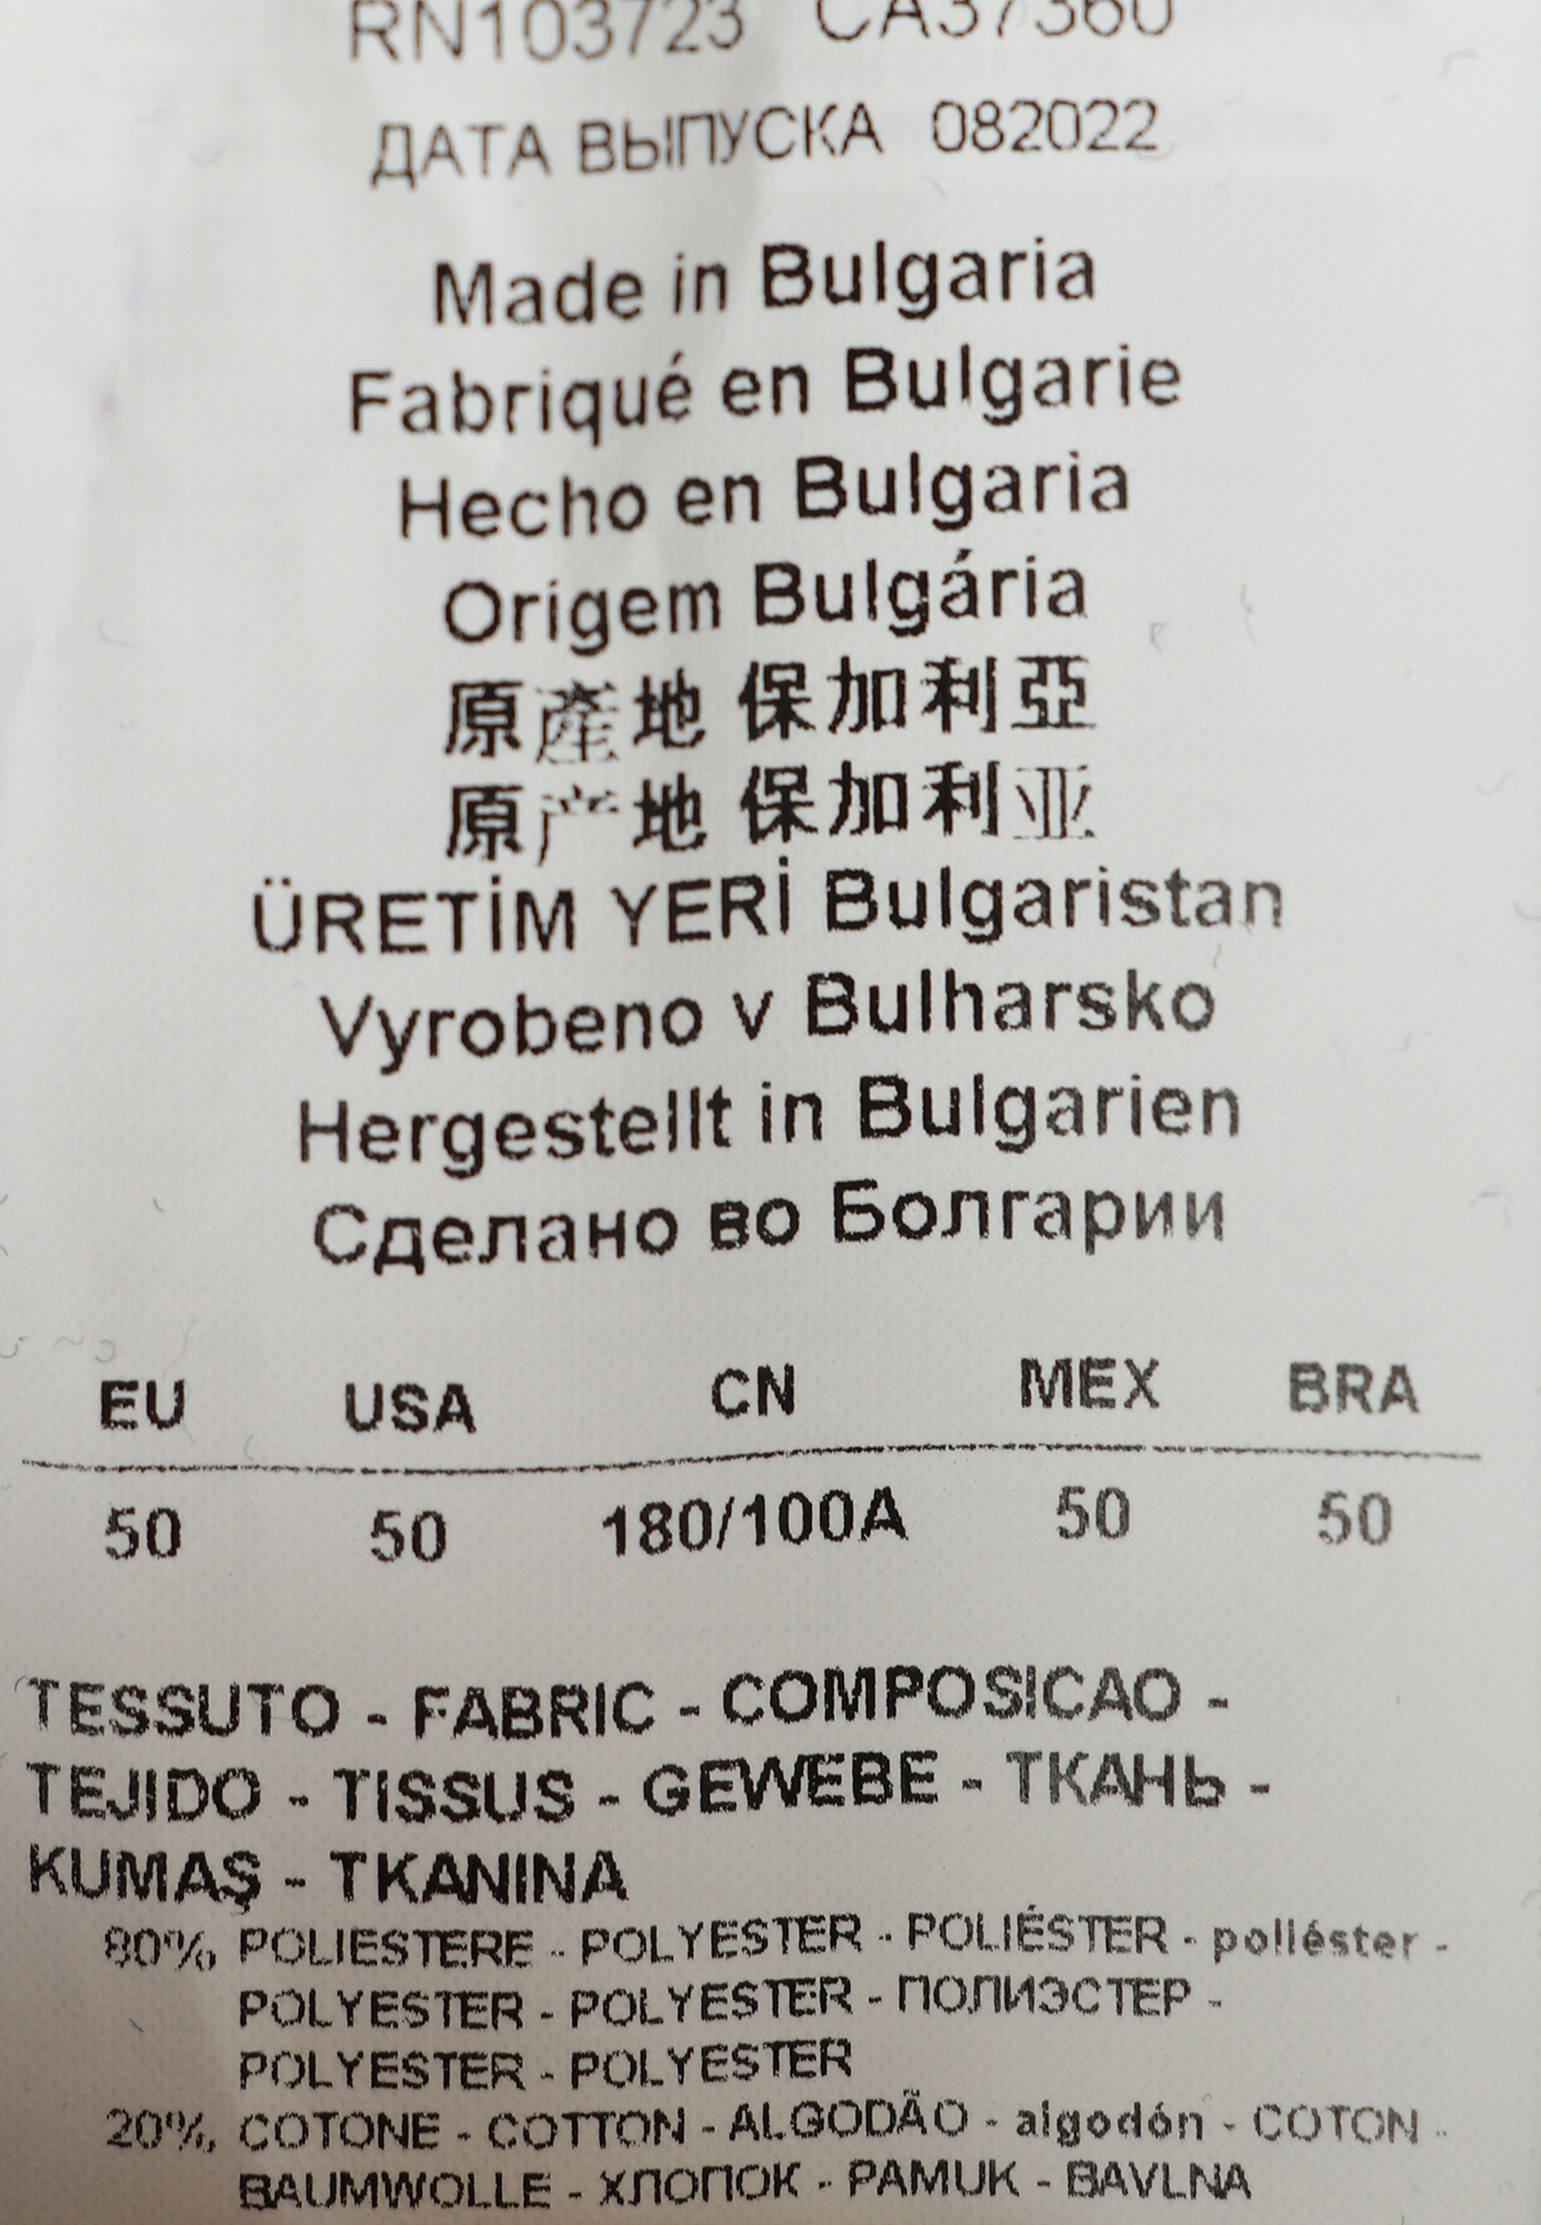 RN103723 CA37360
ДАТА ВЫПУСКА 082022
Made in Bulgaria
Fabriqué en Bulgarie
Hecho en Bulgaria
Origem Bulgária
原產地 保加利亞
原产地 保加利亚
ÜRETİM YERİ Bulgaristan
Vyrobeno v Bulharsko
Hergestellt in Bulgarien
Сделано во Болгарии
EU USA CN MEX BRA
50 50 180/100A 50 50
TESSUTO - FABRIC - COMPOSICAO -
TEJIDO - TISSUS - GEWEBE - ТКАНЬ -
KUMAŞ - TKANINA
80% POLIESTERE - POLYESTER - POLIÉSTER - poliéster -
POLYESTER - POLYESTER - ПОЛИЭСТЕР -
POLYESTER - POLYESTER
20% COTONE - COTTON - ALGODÃO - algodón - COTON -
BAUMWOLLE - ХЛОПОК - PAMUK - BAVLNA